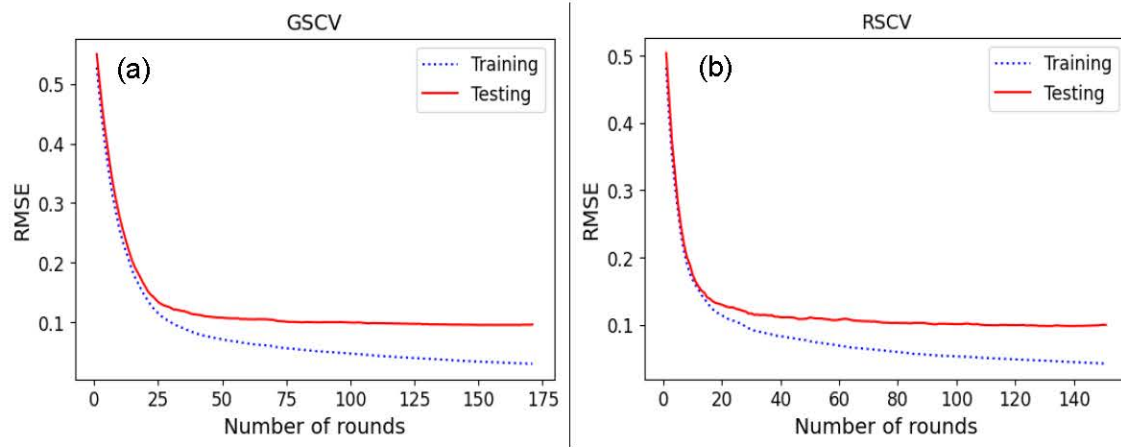 GSCV
(a)
Training
Testing
0.5
0.4
0.3
0.2
0.1
RMSE
0 25 50 75 100 125 150 175
Number of rounds
RSCV
(b)
Training
Testing
0.5
0.4
0.3
0.2
0.1
RMSE
0 20 40 60 80 100 120 140
Number of rounds